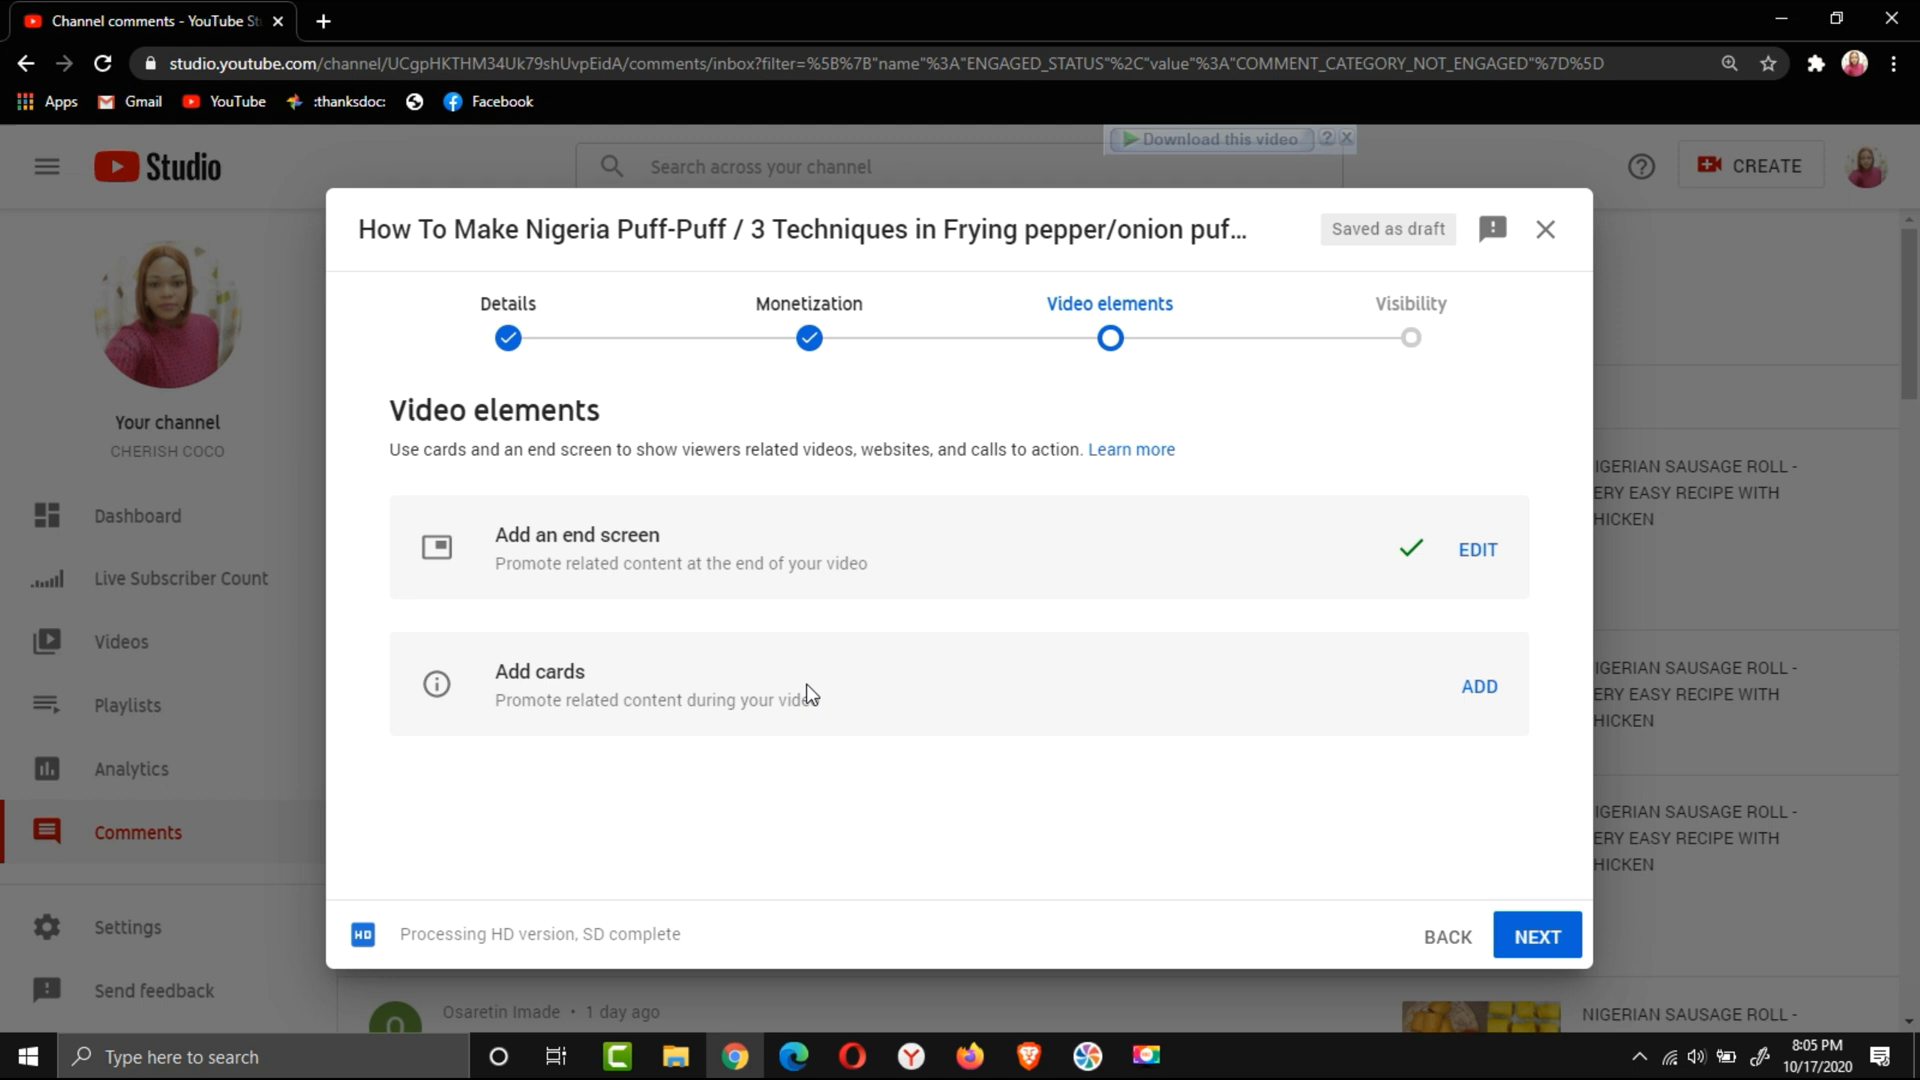 Channel comments - YouTube St
studio.youtube.com/channel/UCgpHKTHM34Uk79shUvpEidA/comments/inbox?filter=%5B%7B"name"%3A"ENGAGED_STATUS"%2C"value"%3A"COMMENT_CATEGORY_NOT_ENGAGED"%7D%5D
Apps Gmail YouTube :thanksdoc: Facebook
Download this video ? X
Studio
Search across your channel
CREATE
How To Make Nigeria Puff-Puff / 3 Techniques in Frying pepper/onion puf...
Saved as draft
Details Monetization Video elements Visibility
Video elements
Use cards and an end screen to show viewers related videos, websites, and calls to action. Learn more
Add an end screen
Promote related content at the end of your video
EDIT
Add cards
Promote related content during your video
ADD
HD Processing HD version, SD complete
BACK NEXT
Your channel
CHERISH COCO
Dashboard
Live Subscriber Count
Videos
Playlists
Analytics
Comments
Settings
Send feedback
IGERIAN SAUSAGE ROLL -
ERY EASY RECIPE WITH
HICKEN
IGERIAN SAUSAGE ROLL -
ERY EASY RECIPE WITH
HICKEN
IGERIAN SAUSAGE ROLL -
ERY EASY RECIPE WITH
HICKEN
O
Osaretin Imade • 1 day ago
NIGERIAN SAUSAGE ROLL -
Type here to search
8:05 PM
10/17/2020